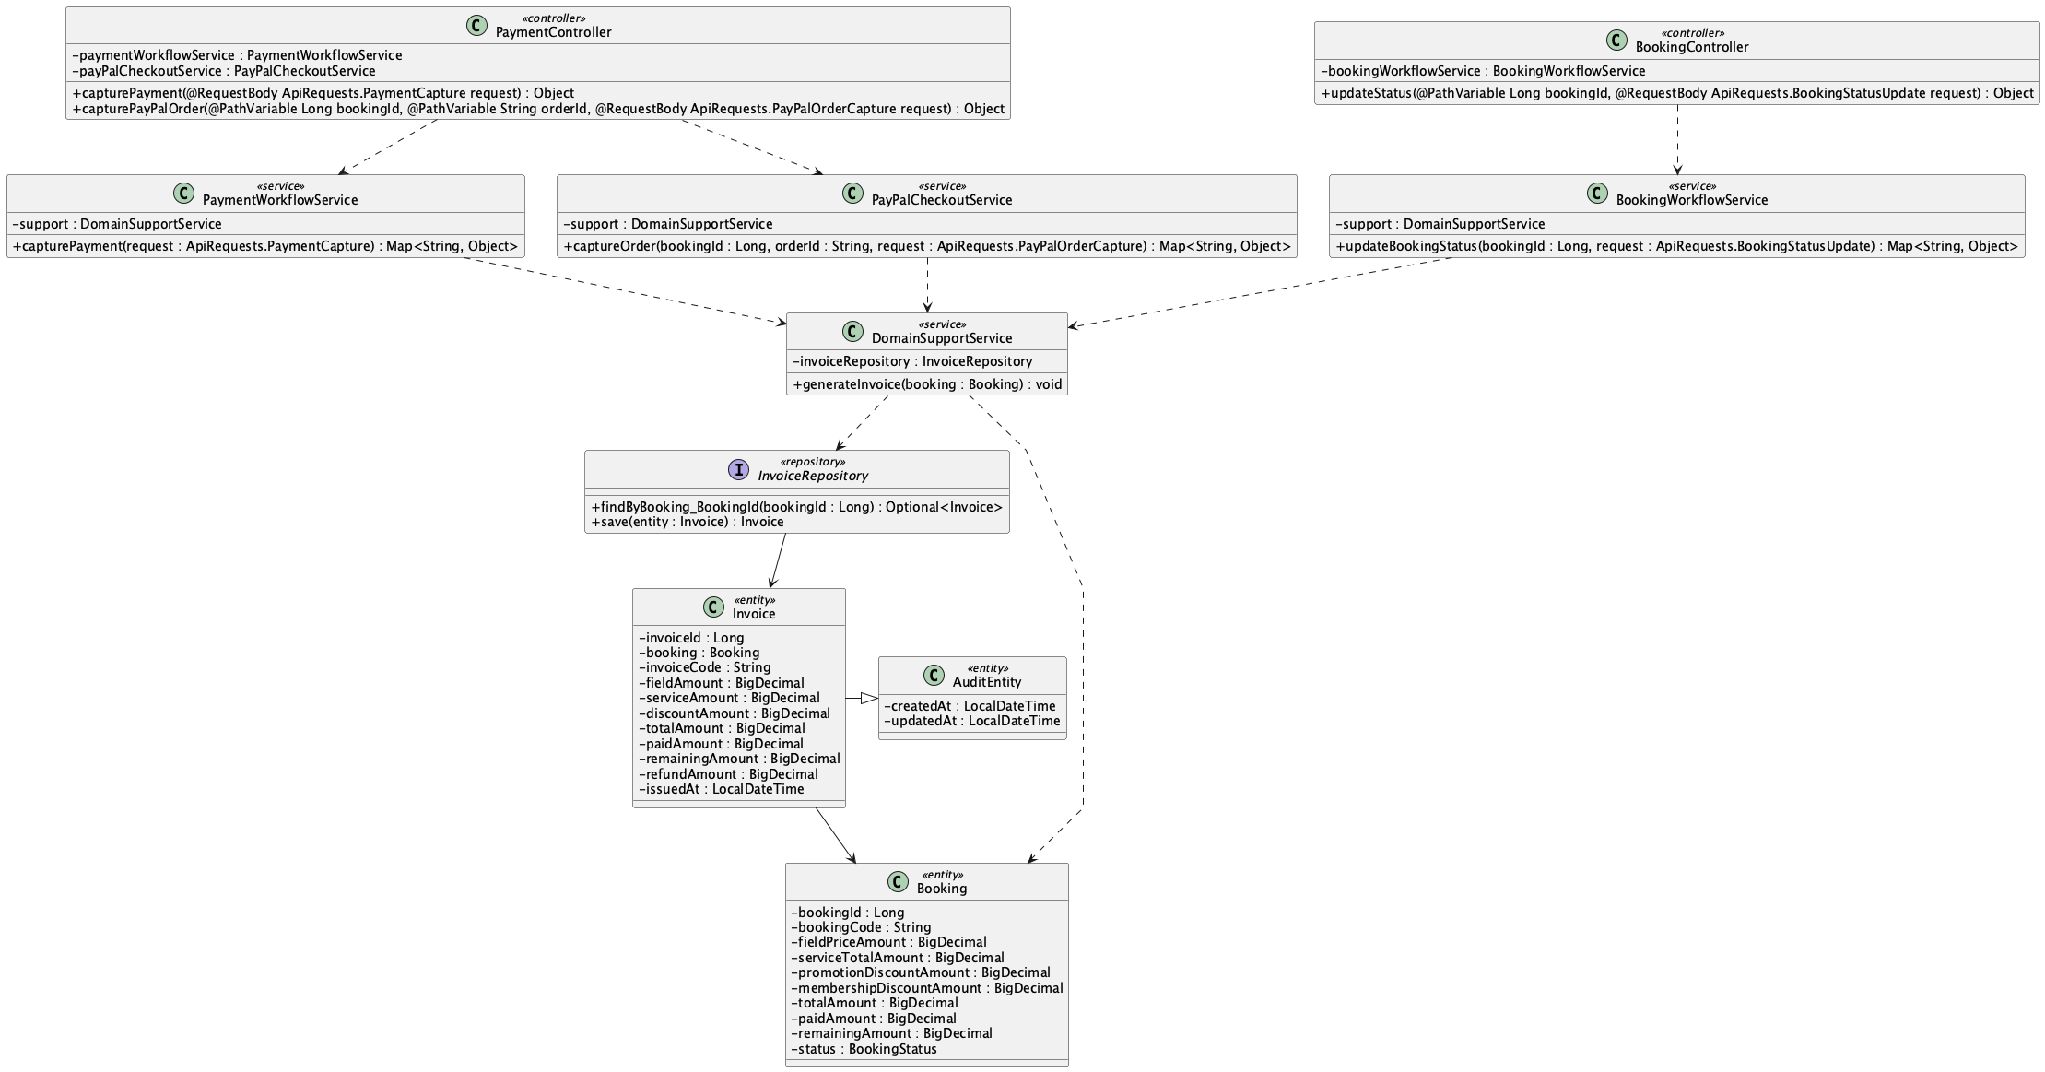 «controller»
C PaymentController
-paymentWorkflowService : PaymentWorkflowService
-payPalCheckoutService : PayPalCheckoutService
+capturePayment(@RequestBody ApiRequests.PaymentCapture request) : Object
+capturePayPalOrder(@PathVariable Long bookingId, @PathVariable String orderId, @RequestBody ApiRequests.PayPalOrderCapture request) : Object
«controller»
C BookingController
-bookingWorkflowService : BookingWorkflowService
+updateStatus(@PathVariable Long bookingId, @RequestBody ApiRequests.BookingStatusUpdate request) : Object
«service»
C PaymentWorkflowService
-support : DomainSupportService
+capturePayment(request : ApiRequests.PaymentCapture) : Map<String, Object>
«service»
C PayPalCheckoutService
-support : DomainSupportService
+captureOrder(bookingId : Long, orderId : String, request : ApiRequests.PayPalOrderCapture) : Map<String, Object>
«service»
C BookingWorkflowService
-support : DomainSupportService
+updateBookingStatus(bookingId : Long, request : ApiRequests.BookingStatusUpdate) : Map<String, Object>
«service»
C DomainSupportService
-invoiceRepository : InvoiceRepository
+generateInvoice(booking : Booking) : void
«repository»
I InvoiceRepository
+findByBooking_BookingId(bookingId : Long) : Optional<Invoice>
+save(entity : Invoice) : Invoice
«entity»
C Invoice
-invoiceId : Long
-booking : Booking
-invoiceCode : String
-fieldAmount : BigDecimal
-serviceAmount : BigDecimal
-discountAmount : BigDecimal
-totalAmount : BigDecimal
-paidAmount : BigDecimal
-remainingAmount : BigDecimal
-refundAmount : BigDecimal
-issuedAt : LocalDateTime
«entity»
C AuditEntity
-createdAt : LocalDateTime
-updatedAt : LocalDateTime
«entity»
C Booking
-bookingId : Long
-bookingCode : String
-fieldPriceAmount : BigDecimal
-serviceTotalAmount : BigDecimal
-promotionDiscountAmount : BigDecimal
-membershipDiscountAmount : BigDecimal
-totalAmount : BigDecimal
-paidAmount : BigDecimal
-remainingAmount : BigDecimal
-status : BookingStatus